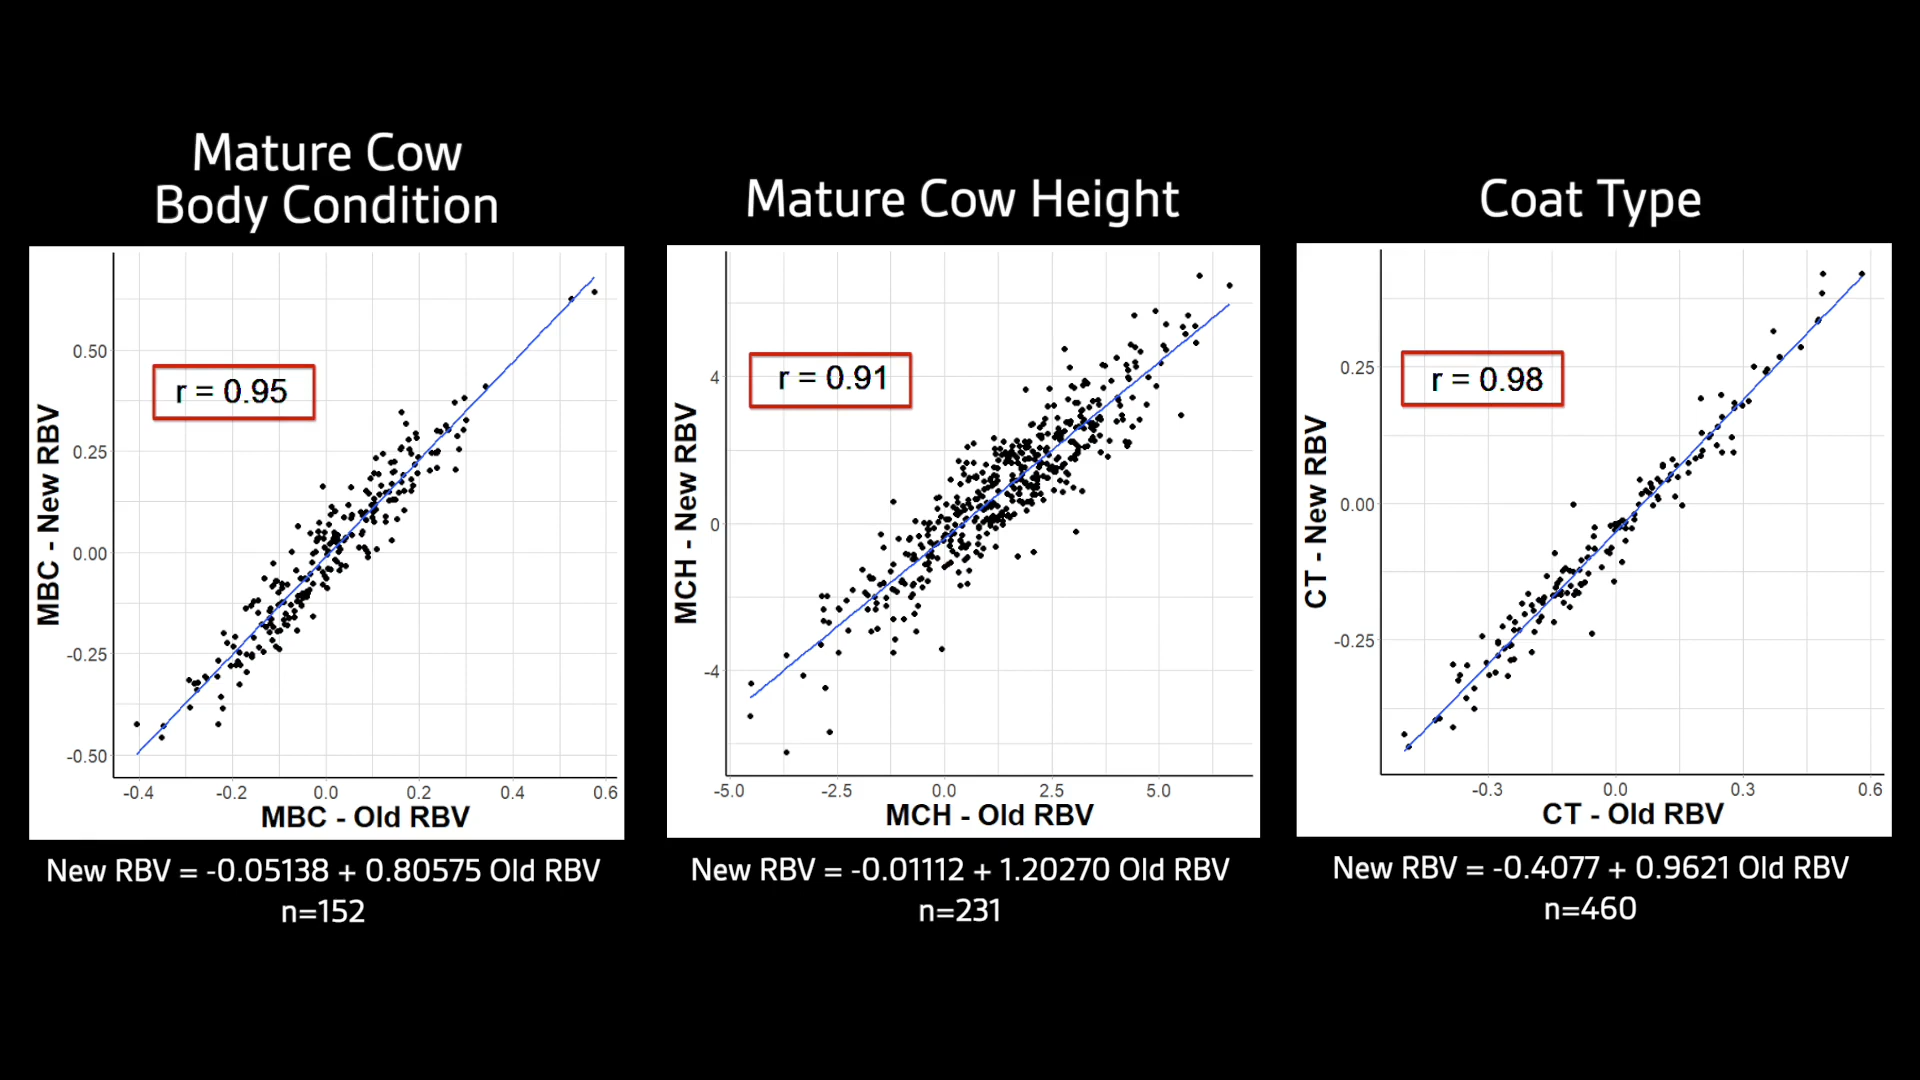 Mature Cow
Body Condition
MBC - New RBV
r = 0.95
0.50
0.25
0.00
-0.25
-0.50
-0.4 -0.2 0.0 0.2 0.4 0.6
MBC - Old RBV
New RBV = -0.05138 + 0.80575 Old RBV
n=152
Mature Cow Height
MCH - New RBV
r = 0.91
4
0
-4
-5.0 -2.5 0.0 2.5 5.0
MCH - Old RBV
New RBV = -0.01112 + 1.20270 Old RBV
n=231
Coat Type
CT - New RBV
r = 0.98
0.25
0.00
-0.25
-0.3 0.0 0.3 0.6
CT - Old RBV
New RBV = -0.4077 + 0.9621 Old RBV
n=460